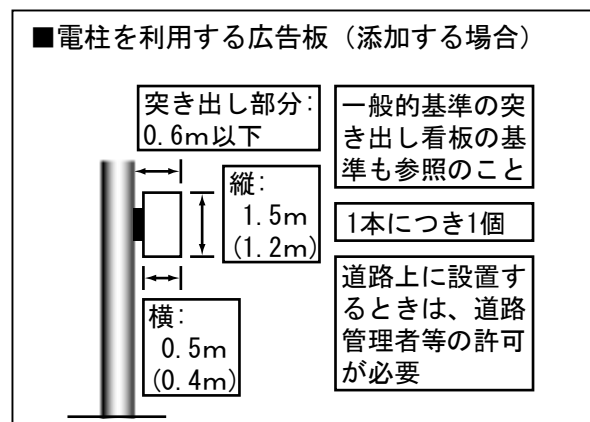 ■電柱を利用する広告板（添加する場合）
突き出し部分：
0.6m以下
一般的基準の突
き出し看板の基
準も参照のこと
縦：
1.5m
(1.2m)
1本につき1個
横：
0.5m
(0.4m)
道路上に設置す
るときは、道路
管理者等の許可
が必要